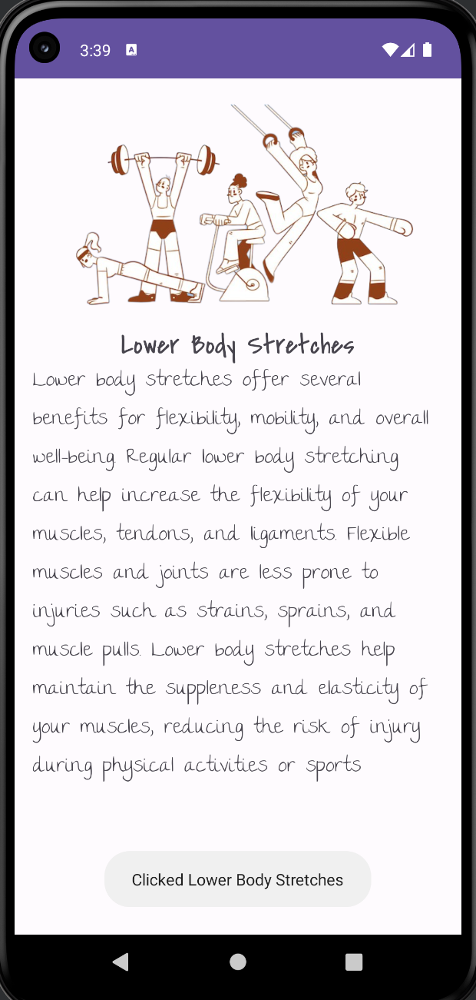 3:39
A
Lower Body Stretches
Lower body stretches offer several
benefits for flexibility, mobility, and overall
well-being. Regular lower body stretching
can help increase the flexibility of your
muscles, tendons, and ligaments. Flexible
muscles and joints are less prone to
injuries such as strains, sprains, and
muscle pulls. Lower body stretches help
maintain the suppleness and elasticity of
your muscles, reducing the risk of injury
during physical activities or sports
Clicked Lower Body Stretches